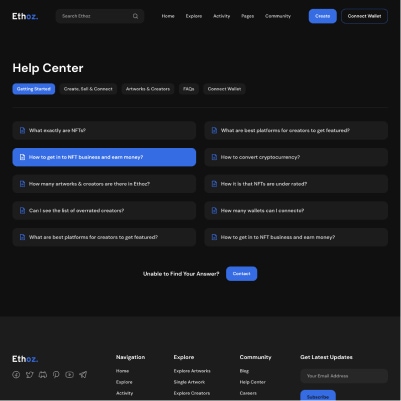 Ethoz.
Search Ethoz
Home Explore Activity Pages Community
Create
Connect Wallet
Help Center
Getting Started
Create, Sell & Connect
Artworks & Creators
FAQs
Connect Wallet
What exactly are NFTs?
What are best platforms for creators to get featured?
How to get in to NFT business and earn money?
How to convert cryptocurrency?
How many artworks & creators are there in Ethoz?
How it is that NFTs are under rated?
Can I see the list of overrated creators?
How many wallets can I connecte?
What are best platforms for creators to get featured?
How to get in to NFT business and earn money?
Unable to Find Your Answer?
Contact
Ethoz.
Navigation
Home
Explore
Activity
Explore
Explore Artworks
Single Artwork
Explore Creators
Community
Blog
Help Center
Careers
Get Latest Updates
Your Email Address
Subscribe